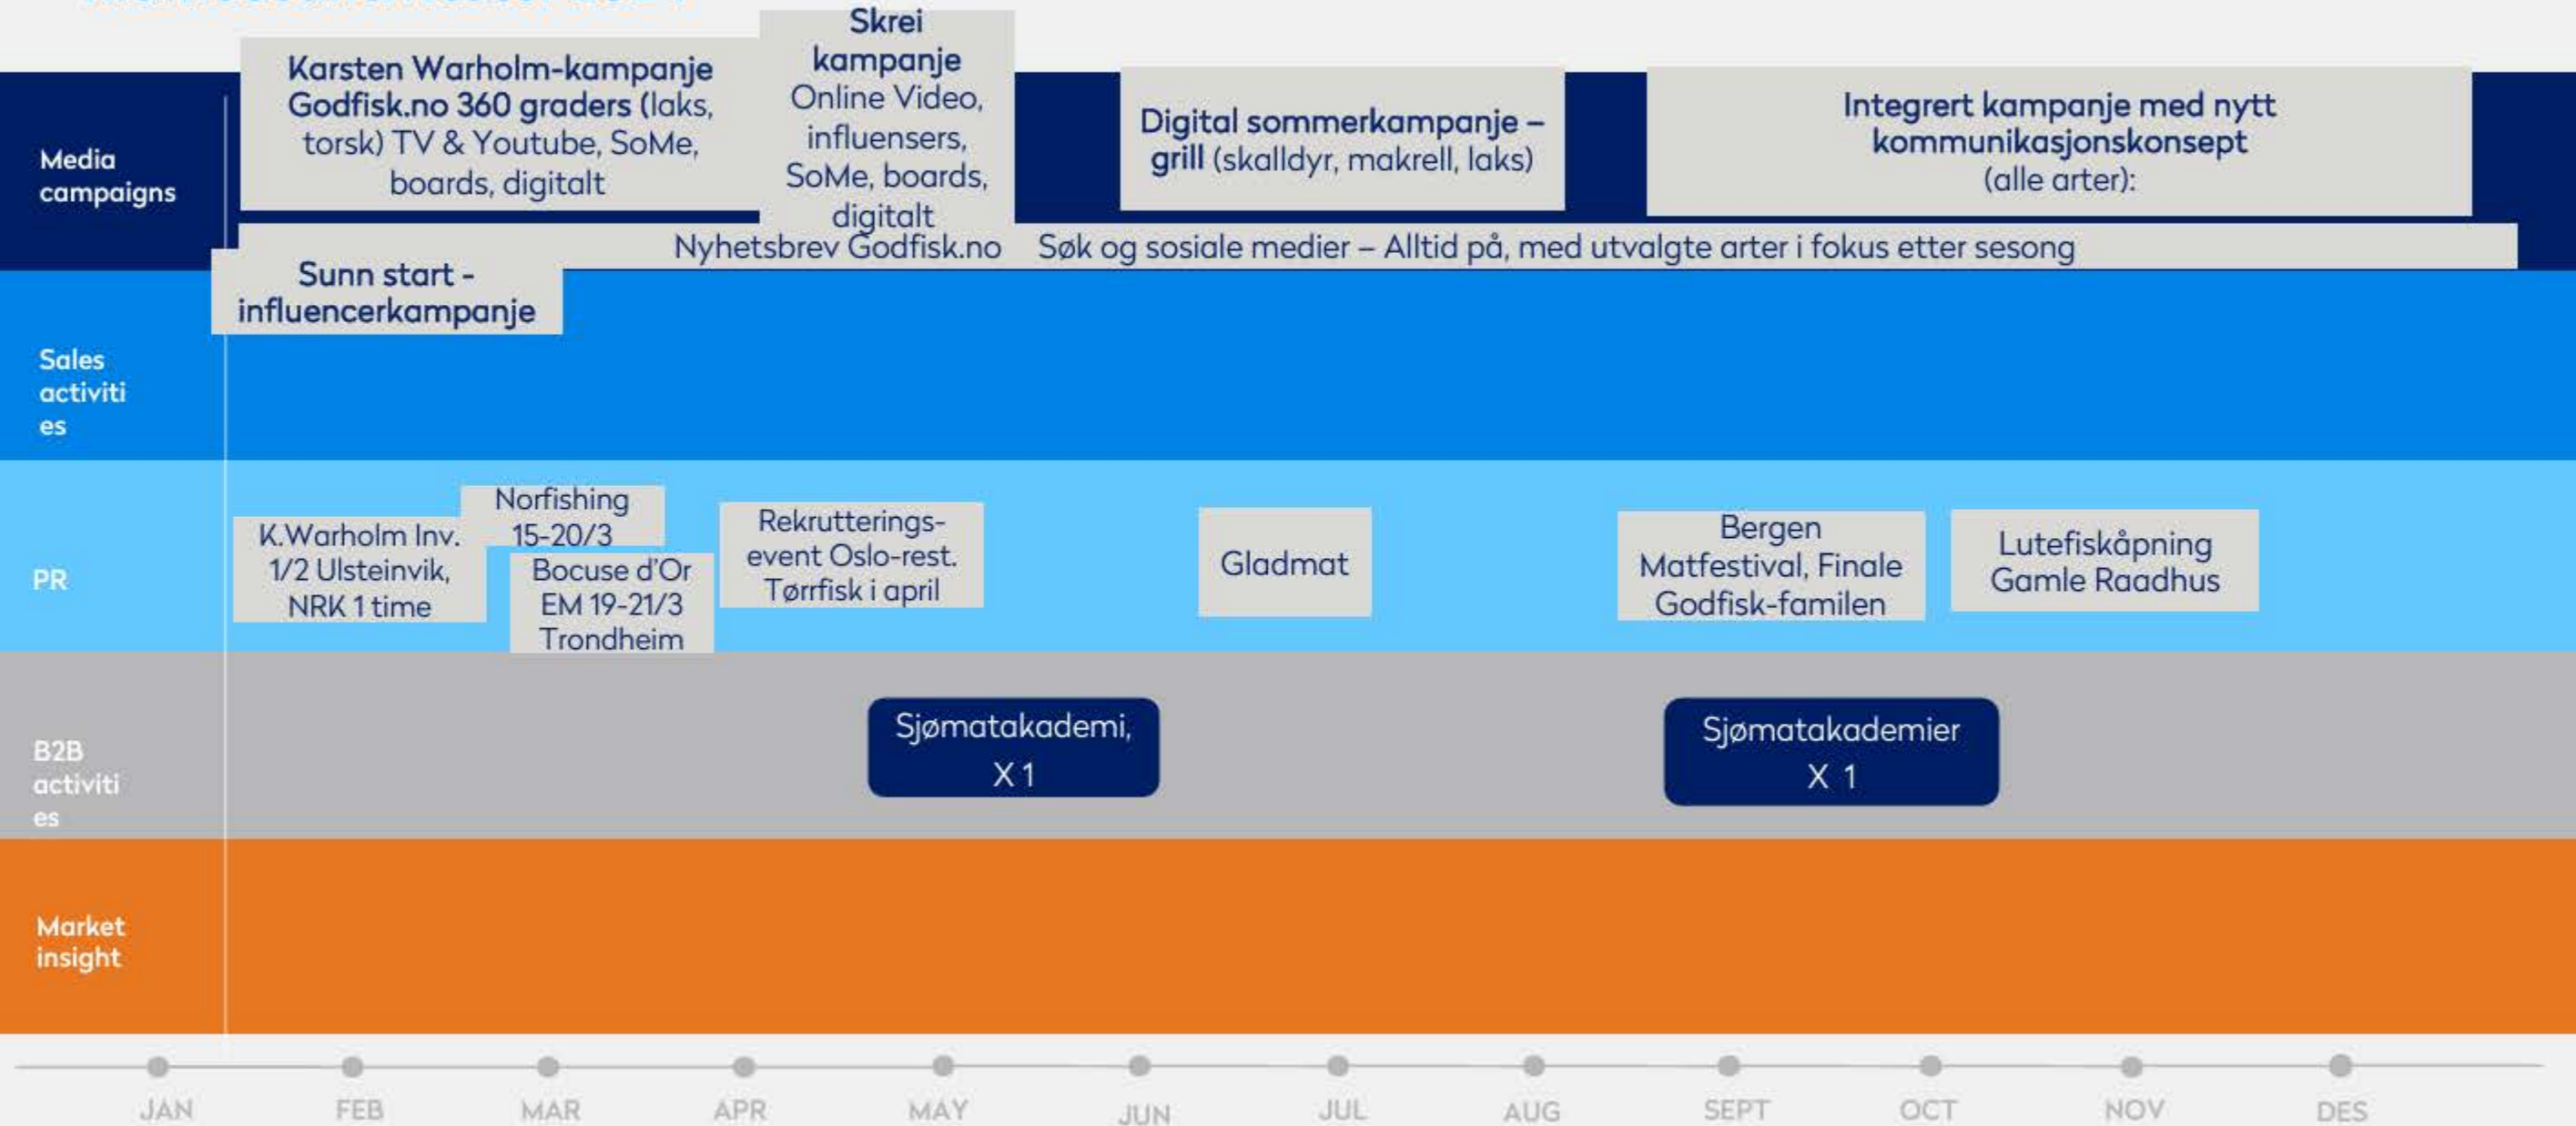 Media
campaigns
Karsten Warholm-kampanje
Godfisk.no 360 graders (laks,
torsk) TV & Youtube, SoMe,
boards, digitalt
Skrei
kampanje
Online Video,
influensers,
SoMe, boards,
digitalt
Digital sommerkampanje –
grill (skalldyr, makrell, laks)
Integrert kampanje med nytt
kommunikasjonskonsept
(alle arter):
Nyhetsbrev Godfisk.no Søk og sosiale medier – Alltid på, med utvalgte arter i fokus etter sesong
Sunn start -
influencerkampanje
Sales
activiti
es
PR
K.Warholm Inv.
1/2 Ulsteinvik,
NRK 1 time
Norfishing
15-20/3
Bocuse d'Or
EM 19-21/3
Trondheim
Rekrutterings-
event Oslo-rest.
Tørrfisk i april
Gladmat
Bergen
Matfestival, Finale
Godfisk-familen
Lutefiskåpning
Gamle Raadhus
B2B
activiti
es
Sjømatakademi,
X 1
Sjømatakademier
X 1
Market
insight
JAN FEB MAR APR MAY JUN JUL AUG SEPT OCT NOV DES